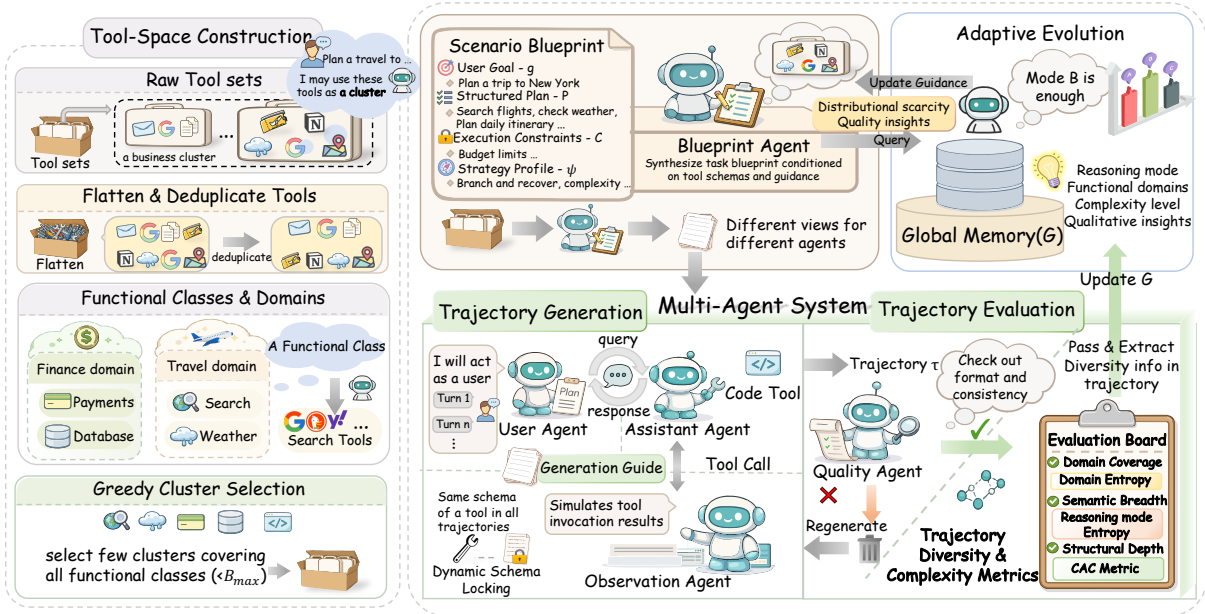 Tool-Space Construction
Plan a travel to ...
I may use these
tools as a cluster
Raw Tool sets
Tool sets
a business cluster
...
Flatten & Deduplicate Tools
Flatten
deduplicate
Functional Classes & Domains
Finance domain
Payments
Database
Travel domain
Search
Weather
A Functional Class
GOy! ...
Search Tools
Greedy Cluster Selection
select few clusters covering
all functional classes (<B_max)
Scenario Blueprint
User Goal - g
Plan a trip to New York
Structured Plan - P
Search flights, check weather,
Plan daily itinerary ...
Execution Constraints - C
Budget limits ...
Strategy Profile - ψ
Branch and recover, complexity ...
Blueprint Agent
Synthesize task blueprint conditioned
on tool schemas and guidance
Different views for
different agents
Update Guidance
Distributional scarcity
Quality insights
Query
Adaptive Evolution
Mode B is
enough
A
B
C
Reasoning mode
Functional domains
Complexity level
Qualitative insights
Global Memory(G)
Update G
Multi-Agent System
Trajectory Generation
I will act
as a user
Turn 1
Turn n
⋮
Plan
User Agent
query
response
Assistant Agent
Code Tool
Generation Guide
Tool Call
Same schema
of a tool in all
trajectories
Dynamic Schema
Locking
Simulates tool
invocation results
Observation Agent
Trajectory Evaluation
Trajectory τ
Check out
format and
consistency
Quality Agent
Regenerate
Pass & Extract
Diversity info in
trajectory
Trajectory
Diversity &
Complexity Metrics
Evaluation Board
Domain Coverage
Domain Entropy
Semantic Breadth
Reasoning mode
Entropy
Structural Depth
CAC Metric